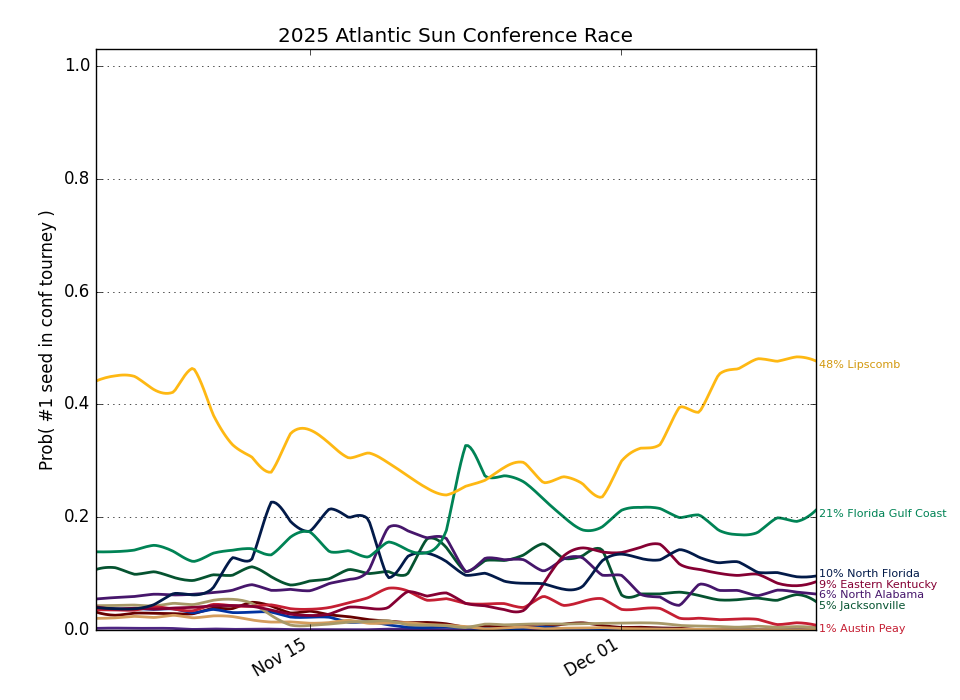 2025 Atlantic Sun Conference Race
Prob( #1 seed in conf tourney )
1.0
0.8
0.6
0.4
0.2
0.0
Nov 15
Dec 01
48% Lipscomb
21% Florida Gulf Coast
10% North Florida
9% Eastern Kentucky
6% North Alabama
5% Jacksonville
1% Austin Peay